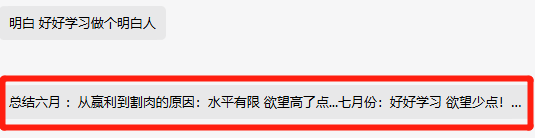 明白 好好学习做个明白人
总结六月 ：从赢利到割肉的原因：水平有限 欲望高了点...七月份：好好学习 欲望少点！...